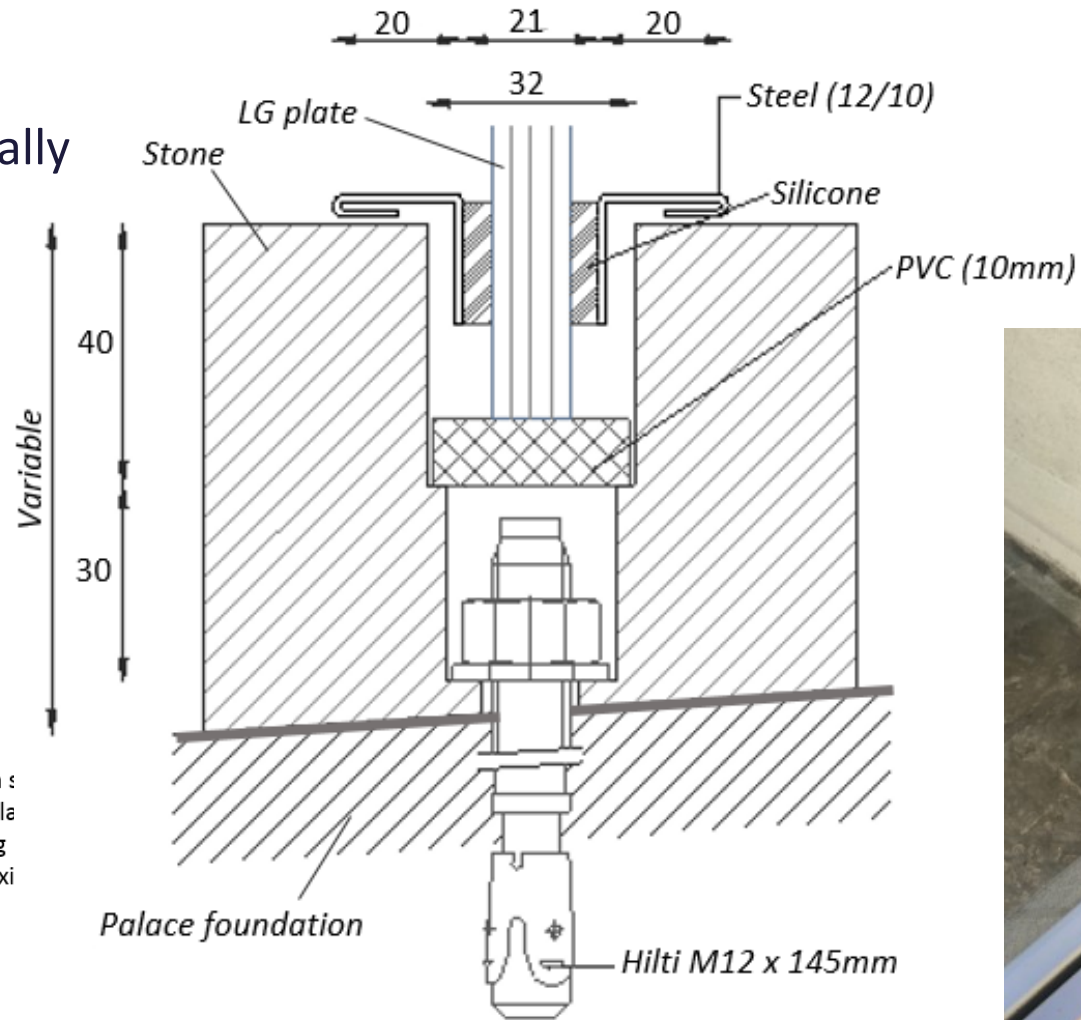 20 21 20
32
Steel (12/10)
LG plate
ally
Stone
Silicone
PVC (10mm)
40
Variable
30
Palace foundation
Hilti M12 x 145mm